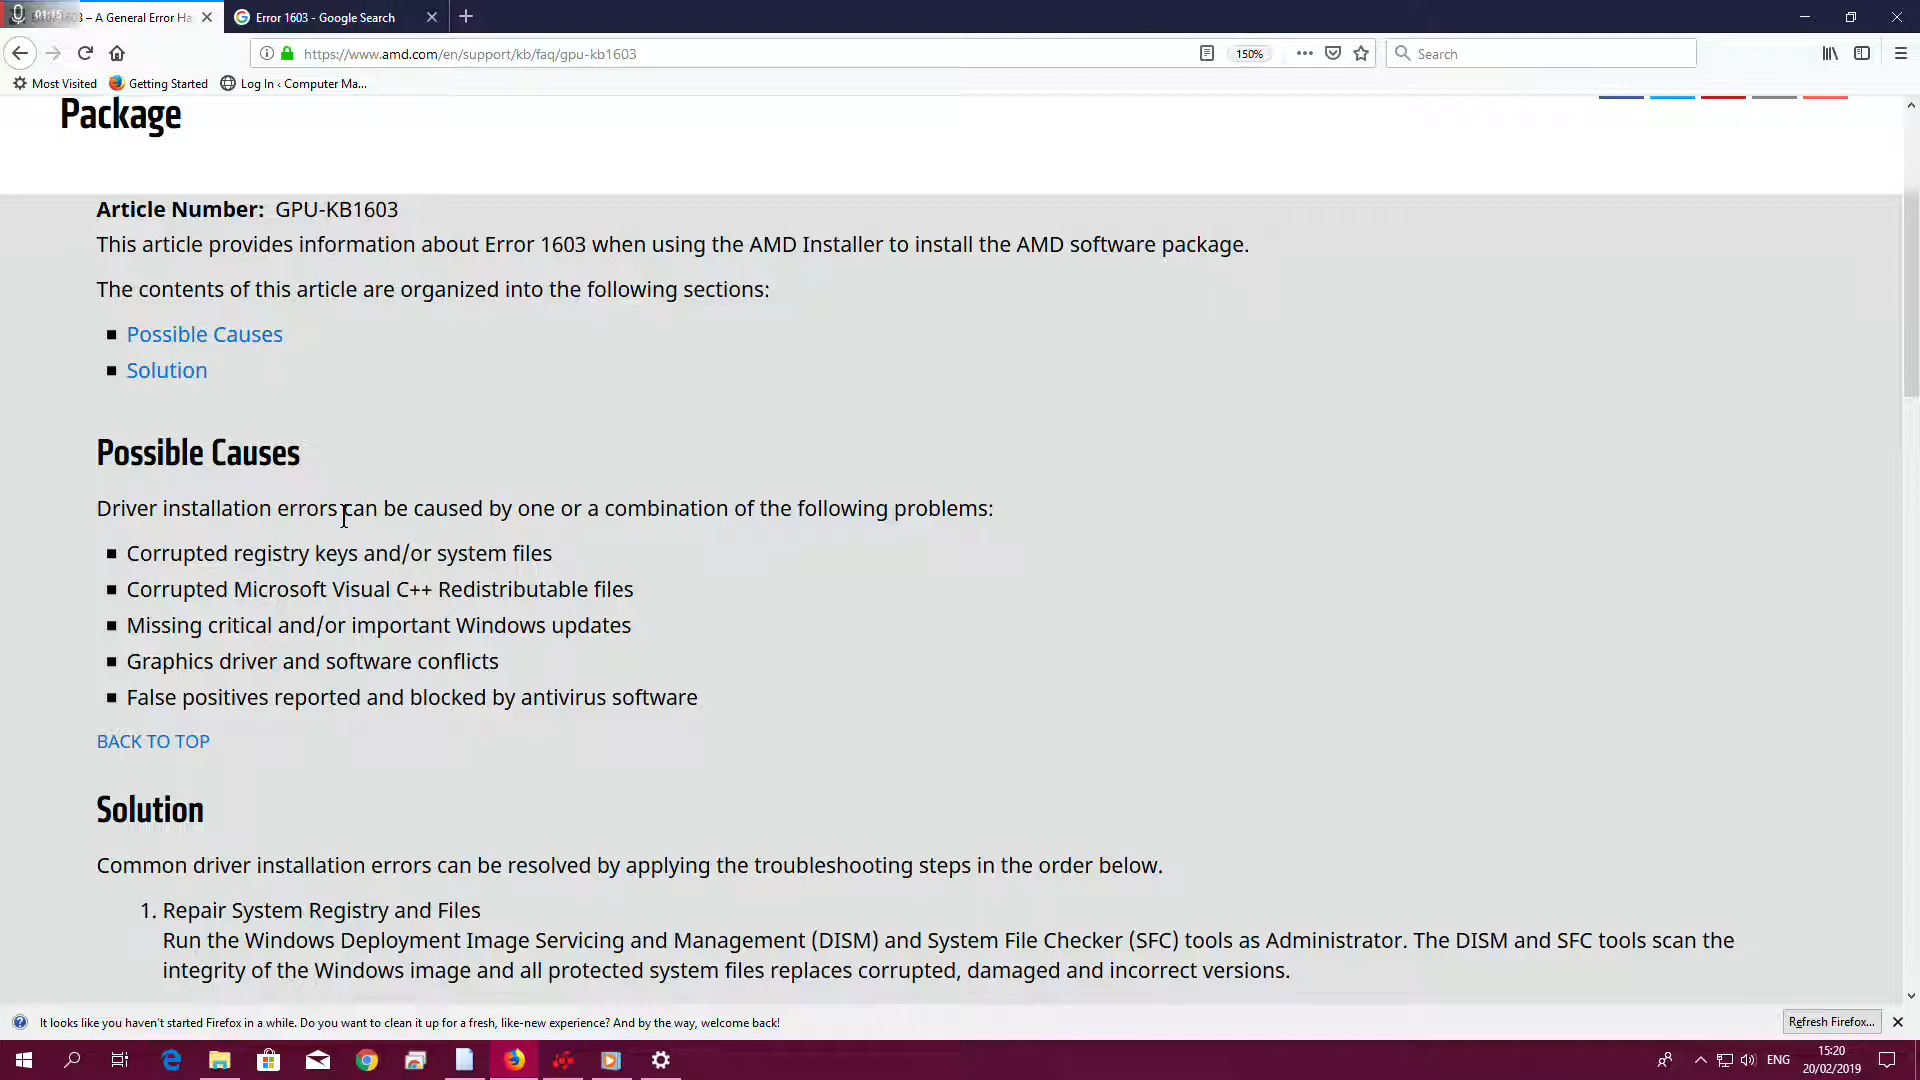 1603 – A General Error Ha
Error 1603 - Google Search
01:15
https://www.amd.com/en/support/kb/faq/gpu-kb1603
150%
Search
Most Visited
Getting Started
Log In ‹ Computer Ma...
Package
Article Number: GPU-KB1603
This article provides information about Error 1603 when using the AMD Installer to install the AMD software package.
The contents of this article are organized into the following sections:
Possible Causes
Solution
Possible Causes
Driver installation errors can be caused by one or a combination of the following problems:
Corrupted registry keys and/or system files
Corrupted Microsoft Visual C++ Redistributable files
Missing critical and/or important Windows updates
Graphics driver and software conflicts
False positives reported and blocked by antivirus software
BACK TO TOP
Solution
Common driver installation errors can be resolved by applying the troubleshooting steps in the order below.
1. Repair System Registry and Files
Run the Windows Deployment Image Servicing and Management (DISM) and System File Checker (SFC) tools as Administrator. The DISM and SFC tools scan the
integrity of the Windows image and all protected system files replaces corrupted, damaged and incorrect versions.
It looks like you haven't started Firefox in a while. Do you want to clean it up for a fresh, like-new experience? And by the way, welcome back!
Refresh Firefox...
ENG
15:20
20/02/2019